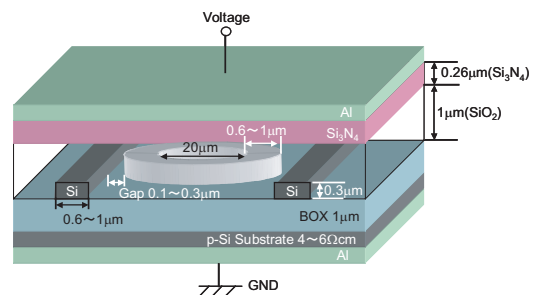 Voltage
0.26μm(Si₃N₄)
Al
1μm(SiO₂)
0.6～1μm
Si₃N₄
20μm
Si
Gap 0.1～0.3μm
Si
0.3μm
0.6～1μm
BOX 1μm
p-Si Substrate 4～6Ωcm
Al
GND